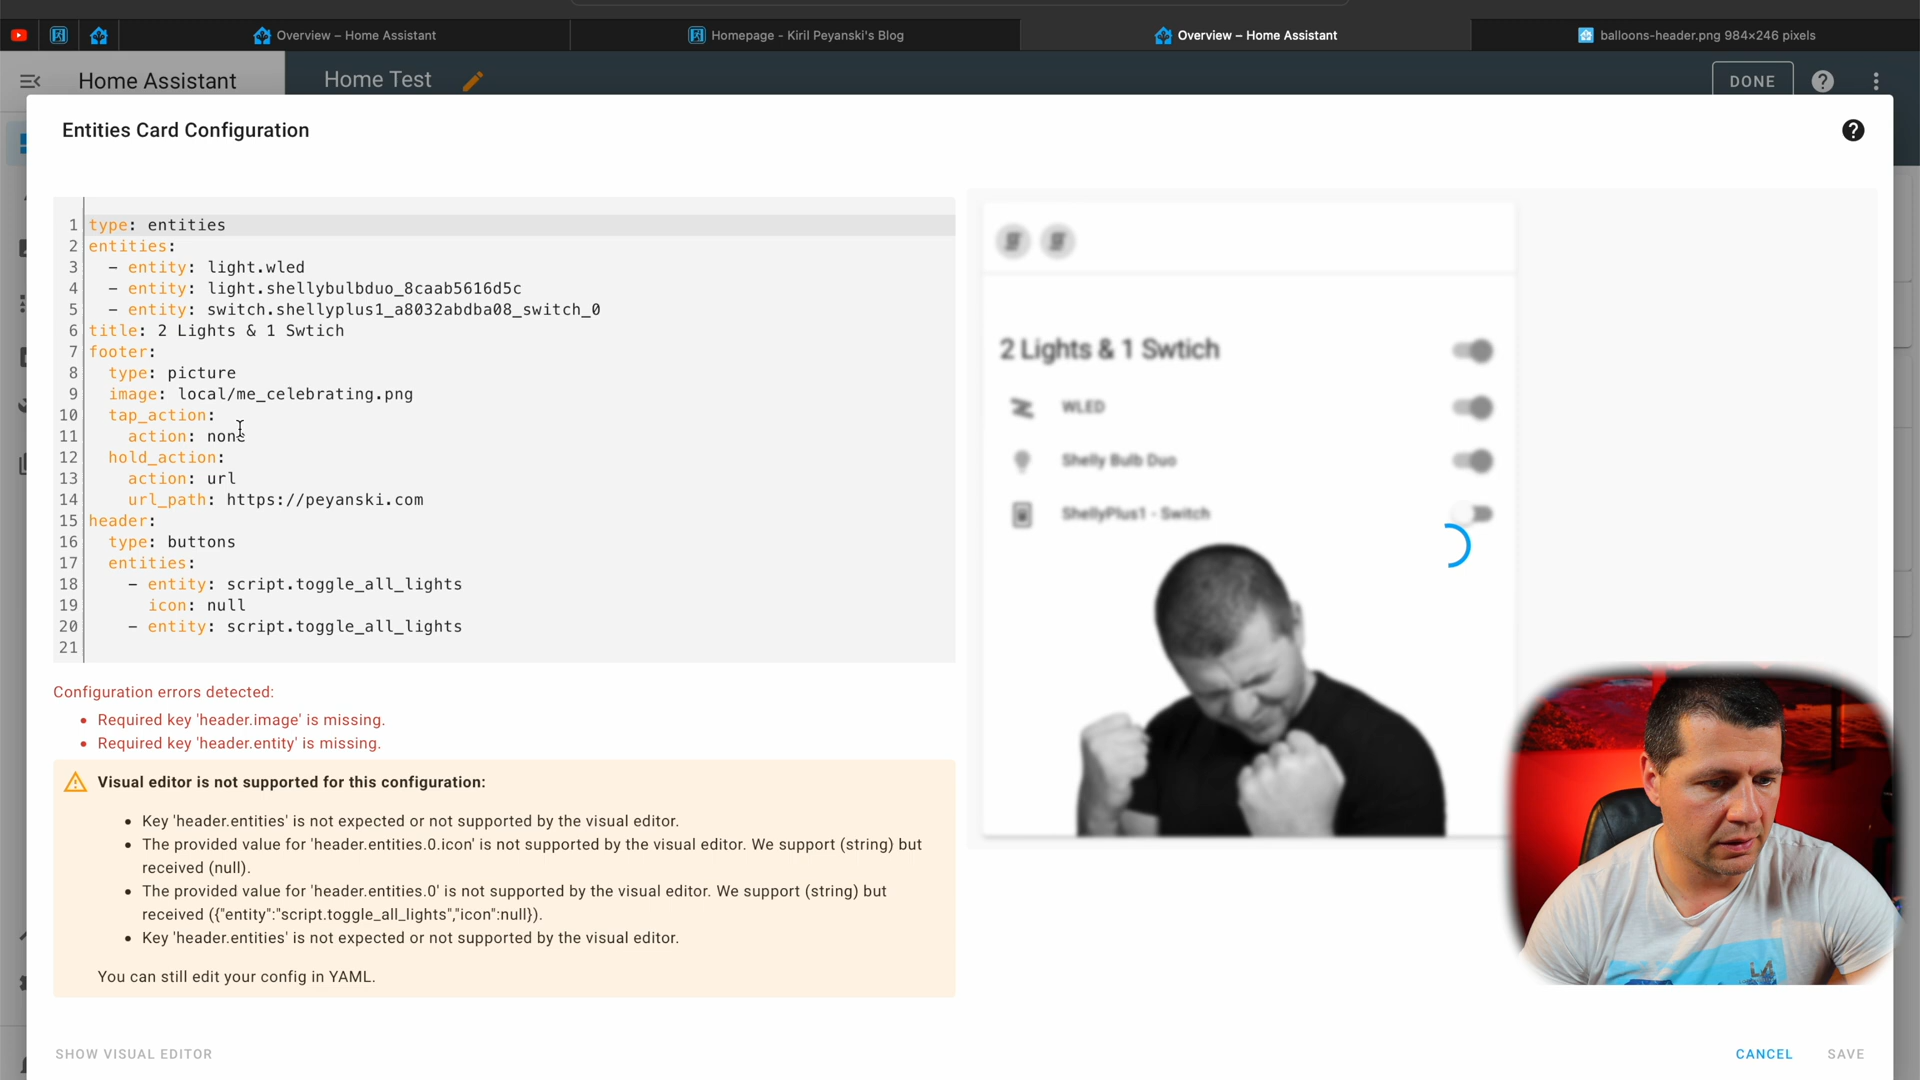 Overview – Home Assistant
Homepage - Kiril Peyanski's Blog
Overview – Home Assistant
balloons-header.png 984×246 pixels
Home Assistant
Home Test
DONE
Entities Card Configuration
1 type: entities
2 entities:
3 - entity: light.wled
4 - entity: light.shellybulbduo_8caab5616d5c
5 - entity: switch.shellyplus1_a8032abdba08_switch_0
6 title: 2 Lights & 1 Swtich
7 footer:
8 type: picture
9 image: local/me_celebrating.png
10 tap_action:
11 action: none
12 hold_action:
13 action: url
14 url_path: https://peyanski.com
15 header:
16 type: buttons
17 entities:
18 - entity: script.toggle_all_lights
19 icon: null
20 - entity: script.toggle_all_lights
21
2 Lights & 1 Swtich
WLED
Shelly Bulb Duo
ShellyPlus1 - Switch
Configuration errors detected:
• Required key 'header.image' is missing.
• Required key 'header.entity' is missing.
Visual editor is not supported for this configuration:
• Key 'header.entities' is not expected or not supported by the visual editor.
• The provided value for 'header.entities.0.icon' is not supported by the visual editor. We support (string) but
received (null).
• The provided value for 'header.entities.0' is not supported by the visual editor. We support (string) but
received ({"entity":"script.toggle_all_lights","icon":null}).
• Key 'header.entities' is not expected or not supported by the visual editor.
You can still edit your config in YAML.
SHOW VISUAL EDITOR
CANCEL
SAVE